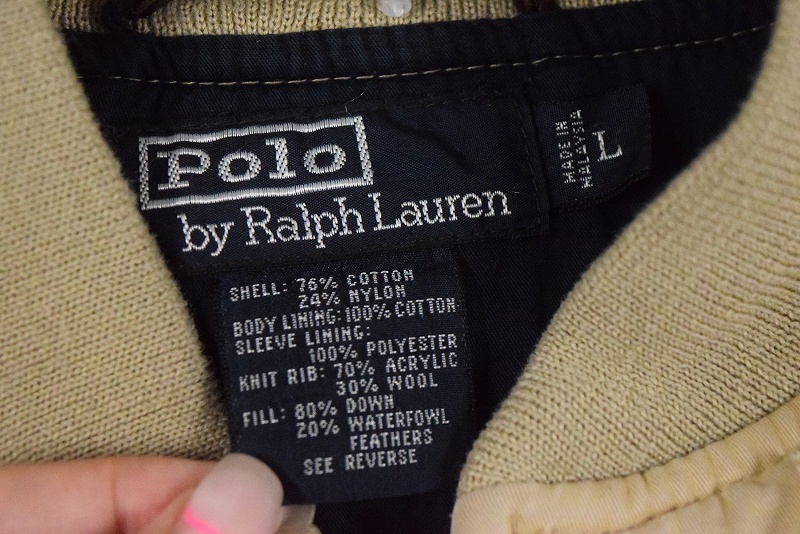 Polo
by Ralph Lauren
MADE IN
MALAYSIA
L
SHELL: 76% COTTON
24% NYLON
BODY LINING: 100% COTTON
SLEEVE LINING:
100% POLYESTER
KNIT RIB: 70% ACRYLIC
30% WOOL
FILL: 80% DOWN
20% WATERFOWL
FEATHERS
SEE REVERSE